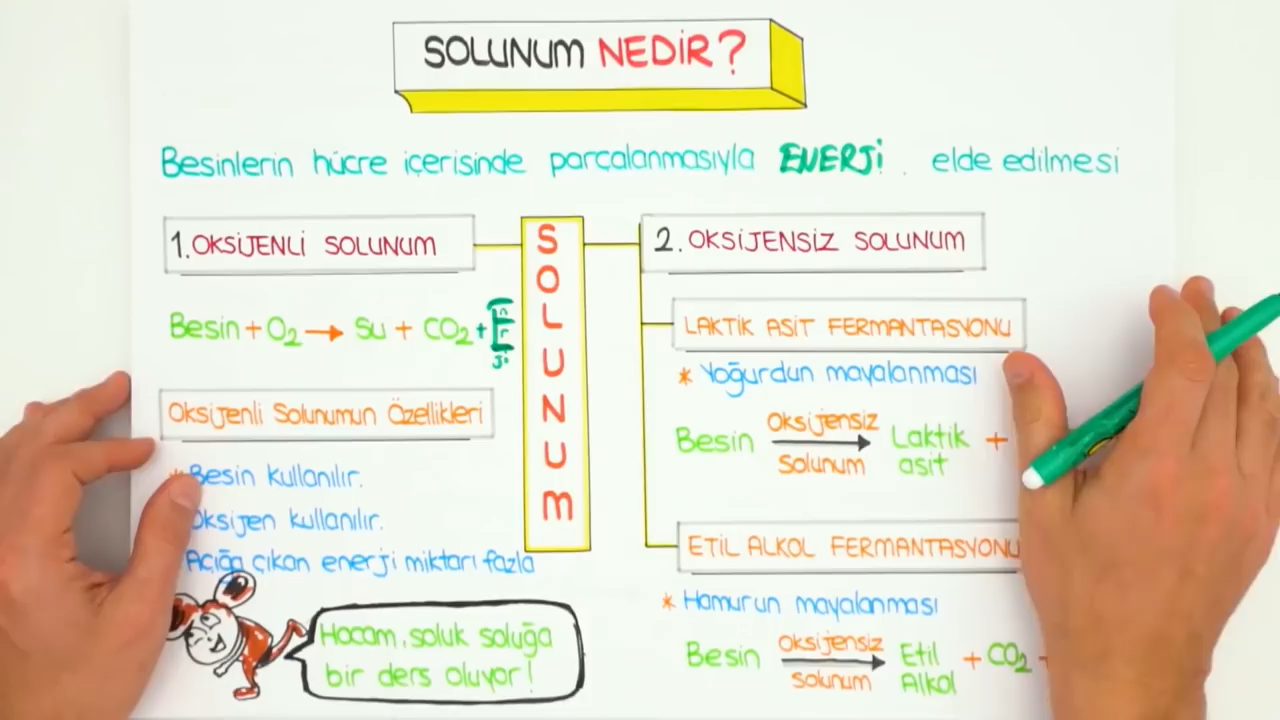 SOLUNUM NEDİR?
Besinlerin hücre içerisinde parçalanmasıyla ENERJİ elde edilmesi
1. OKSİJENLİ SOLUNUM
Besin + O₂ → Su + CO₂ + Enerji
Oksijenli Solunumun Özellikleri
* Besin kullanılır.
Oksijen kullanılır.
Açığa çıkan enerji miktarı fazla
Hocam, soluk soluğa
bir ders oluyor!
SOLUNUM
2. OKSİJENSİZ SOLUNUM
LAKTİK ASİT FERMANTASYONU
* Yoğurdun mayalanması
Oksijensiz
Besin → Laktik +
Solunum asit
ETİL ALKOL FERMANTASYONU
* Hamurun mayalanması
Oksijensiz
Besin → Etil + CO₂ +
Solunum Alkol